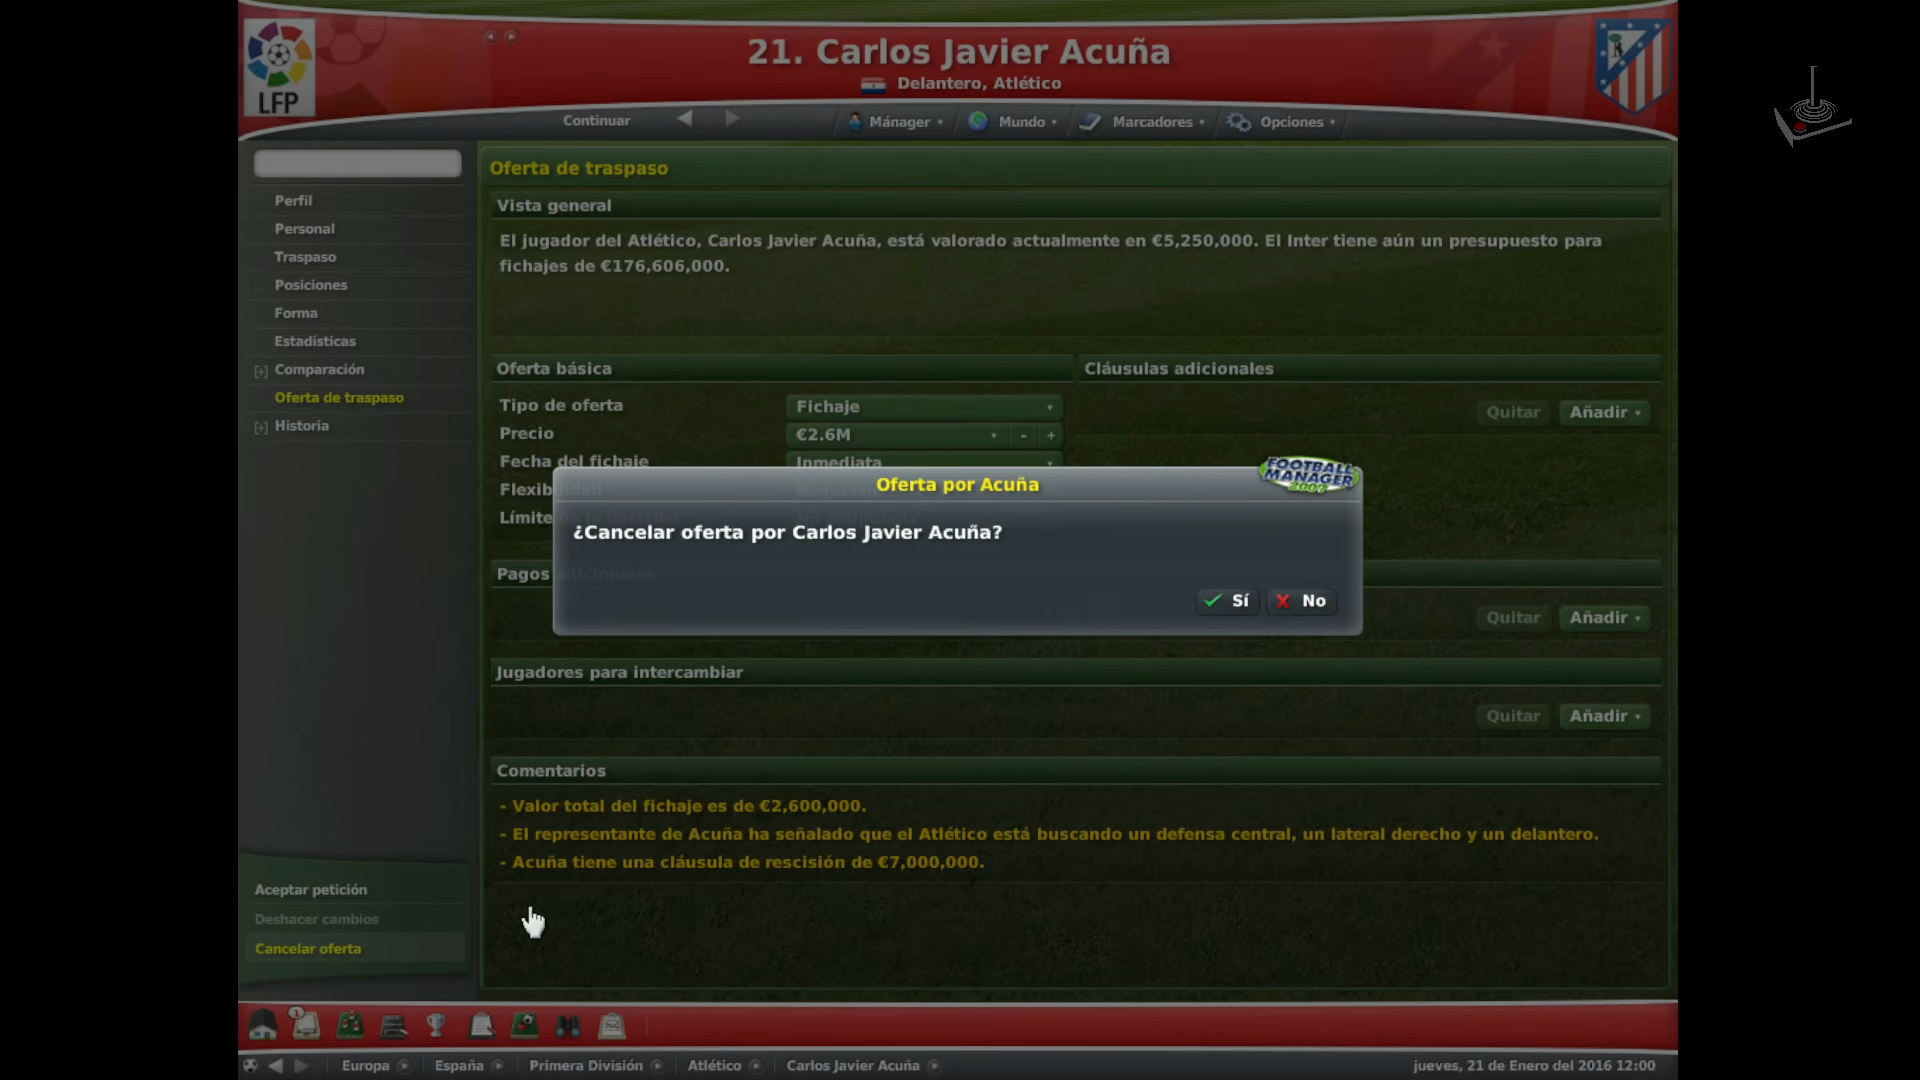 LFP
21. Carlos Javier Acuña
Delantero, Atlético
Continuar
Mánager
Mundo
Marcadores
Opciones
Perfil
Personal
Traspaso
Posiciones
Forma
Estadísticas
[+] Comparación
Oferta de traspaso
[+] Historia
Oferta de traspaso
Vista general
El jugador del Atlético, Carlos Javier Acuña, está valorado actualmente en €5,250,000. El Inter tiene aún un presupuesto para
fichajes de €176,606,000.
Oferta básica
Cláusulas adicionales
Tipo de oferta
Fichaje
Quitar
Añadir
Precio
€2.6M
- +
Fecha del fichaje
Inmediata
Flexibilidad
Límite
FOOTBALL MANAGER 2007
Oferta por Acuña
¿Cancelar oferta por Carlos Javier Acuña?
Sí
No
Pagos adicionales
Quitar
Añadir
Jugadores para intercambiar
Quitar
Añadir
Comentarios
- Valor total del fichaje es de €2,600,000.
- El representante de Acuña ha señalado que el Atlético está buscando un defensa central, un lateral derecho y un delantero.
- Acuña tiene una cláusula de rescisión de €7,000,000.
Aceptar petición
Deshacer cambios
Cancelar oferta
1
Europa
España
Primera División
Atlético
Carlos Javier Acuña
jueves, 21 de Enero del 2016 12:00